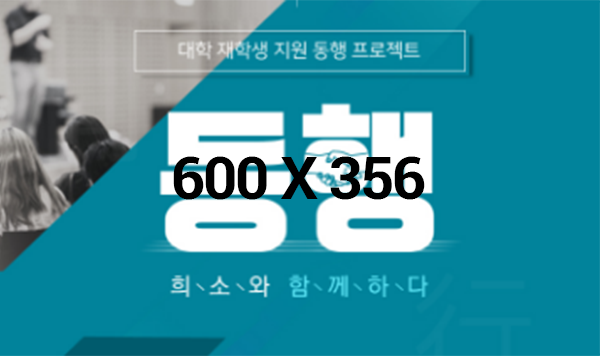 대학 재학생 지원 동행 프로젝트
동행
600 X 356
희、소、와 함、께、하、다
行